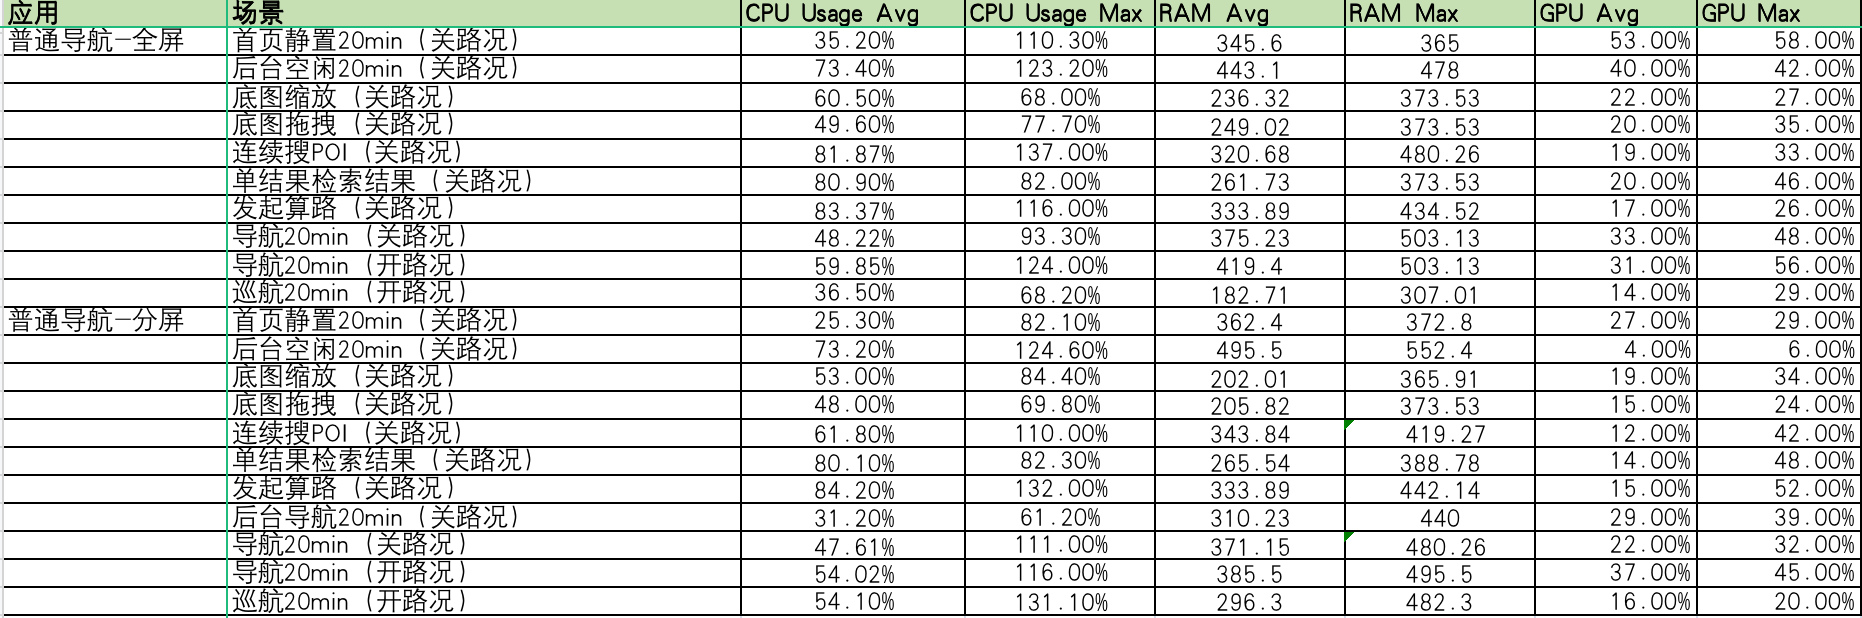 应用 场景 CPU Usage Avg CPU Usage Max RAM Avg RAM Max GPU Avg GPU Max
普通导航-全屏 首页静置20min（关路况） 35.20% 110.30% 345.6 365 53.00% 58.00%
后台空闲20min（关路况） 73.40% 123.20% 443.1 478 40.00% 42.00%
底图缩放（关路况） 60.50% 68.00% 236.32 373.53 22.00% 27.00%
底图拖拽（关路况） 49.60% 77.70% 249.02 373.53 20.00% 35.00%
连续搜POI（关路况） 81.87% 137.00% 320.68 480.26 19.00% 33.00%
单结果检索结果（关路况） 80.90% 82.00% 261.73 373.53 20.00% 46.00%
发起算路（关路况） 83.37% 116.00% 333.89 434.52 17.00% 26.00%
导航20min（关路况） 48.22% 93.30% 375.23 503.13 33.00% 48.00%
导航20min（开路况） 59.85% 124.00% 419.4 503.13 31.00% 56.00%
巡航20min（开路况） 36.50% 68.20% 182.71 307.01 14.00% 29.00%
普通导航-分屏 首页静置20min（关路况） 25.30% 82.10% 362.4 372.8 27.00% 29.00%
后台空闲20min（关路况） 73.20% 124.60% 495.5 552.4 4.00% 6.00%
底图缩放（关路况） 53.00% 84.40% 202.01 365.91 19.00% 34.00%
底图拖拽（关路况） 48.00% 69.80% 205.82 373.53 15.00% 24.00%
连续搜POI（关路况） 61.80% 110.00% 343.84 419.27 12.00% 42.00%
单结果检索结果（关路况） 80.10% 82.30% 265.54 388.78 14.00% 48.00%
发起算路（关路况） 84.20% 132.00% 333.89 442.14 15.00% 52.00%
后台导航20min（关路况） 31.20% 61.20% 310.23 440 29.00% 39.00%
导航20min（关路况） 47.61% 111.00% 371.15 480.26 22.00% 32.00%
导航20min（开路况） 54.02% 116.00% 385.5 495.5 37.00% 45.00%
巡航20min（开路况） 54.10% 131.10% 296.3 482.3 16.00% 20.00%